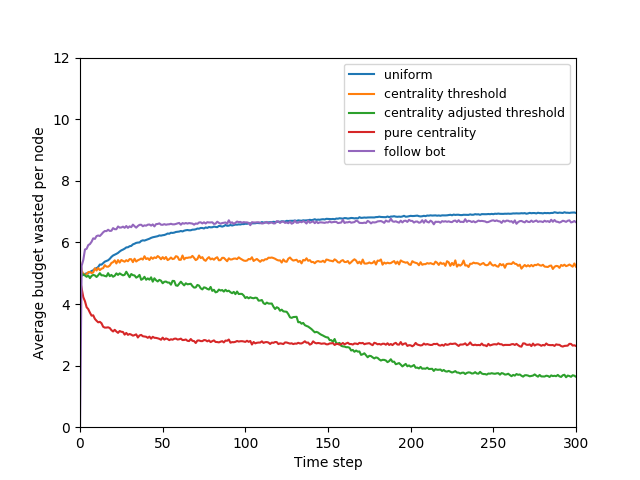 12
10
8
6
4
2
0
Average budget wasted per node
uniform
centrality threshold
centrality adjusted threshold
pure centrality
follow bot
0 50 100 150 200 250 300
Time step